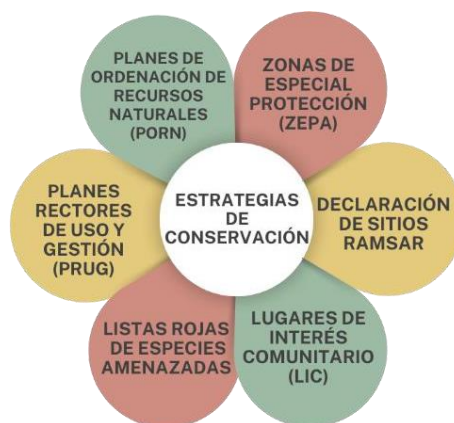 PLANES DE
ORDENACIÓN DE
RECURSOS
NATURALES
(PORN)
ZONAS DE
ESPECIAL
PROTECCIÓN
(ZEPA)
PLANES
RECTORES
DE USO Y
GESTIÓN
(PRUG)
ESTRATEGIAS
DE
CONSERVACIÓN
DECLARACIÓN
DE SITIOS
RAMSAR
LISTAS ROJAS
DE ESPECIES
AMENAZADAS
LUGARES DE
INTERÉS
COMUNITARIO
(LIC)